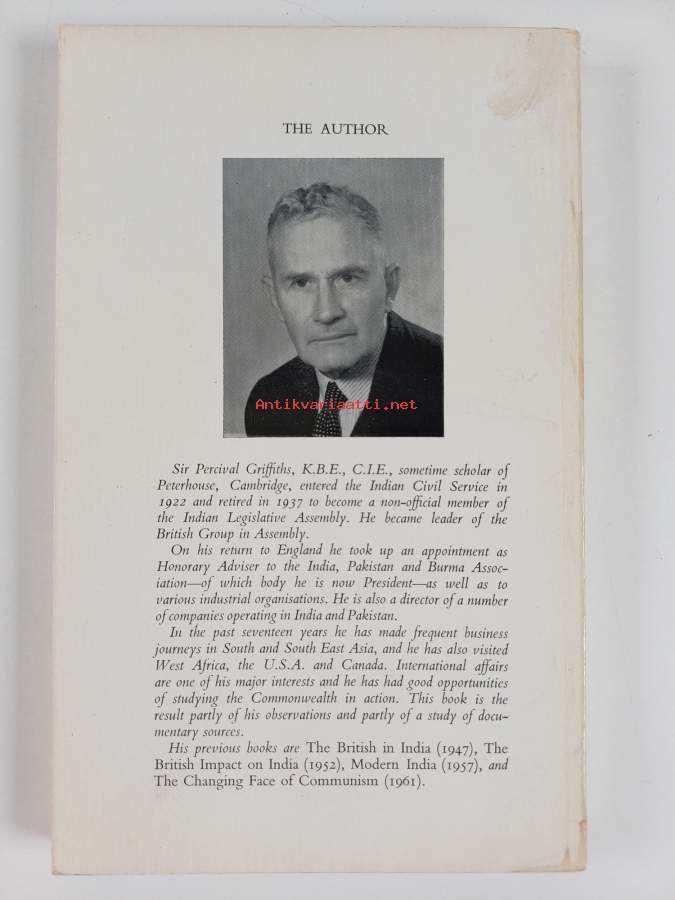 THE AUTHOR
Antikvariaatti.net
Sir Percival Griffiths, K.B.E., C.I.E., sometime scholar of
Peterhouse, Cambridge, entered the Indian Civil Service in
1922 and retired in 1937 to become a non-official member of
the Indian Legislative Assembly. He became leader of the
British Group in Assembly.
On his return to England he took up an appointment as
Honorary Adviser to the India, Pakistan and Burma Assoc-
iation—of which body he is now President—as well as to
various industrial organisations. He is also a director of a number
of companies operating in India and Pakistan.
In the past seventeen years he has made frequent business
journeys in South and South East Asia, and he has also visited
West Africa, the U.S.A. and Canada. International affairs
are one of his major interests and he has had good opportunities
of studying the Commonwealth in action. This book is the
result partly of his observations and partly of a study of docu-
mentary sources.
His previous books are The British in India (1947), The
British Impact on India (1952), Modern India (1957), and
The Changing Face of Communism (1961).